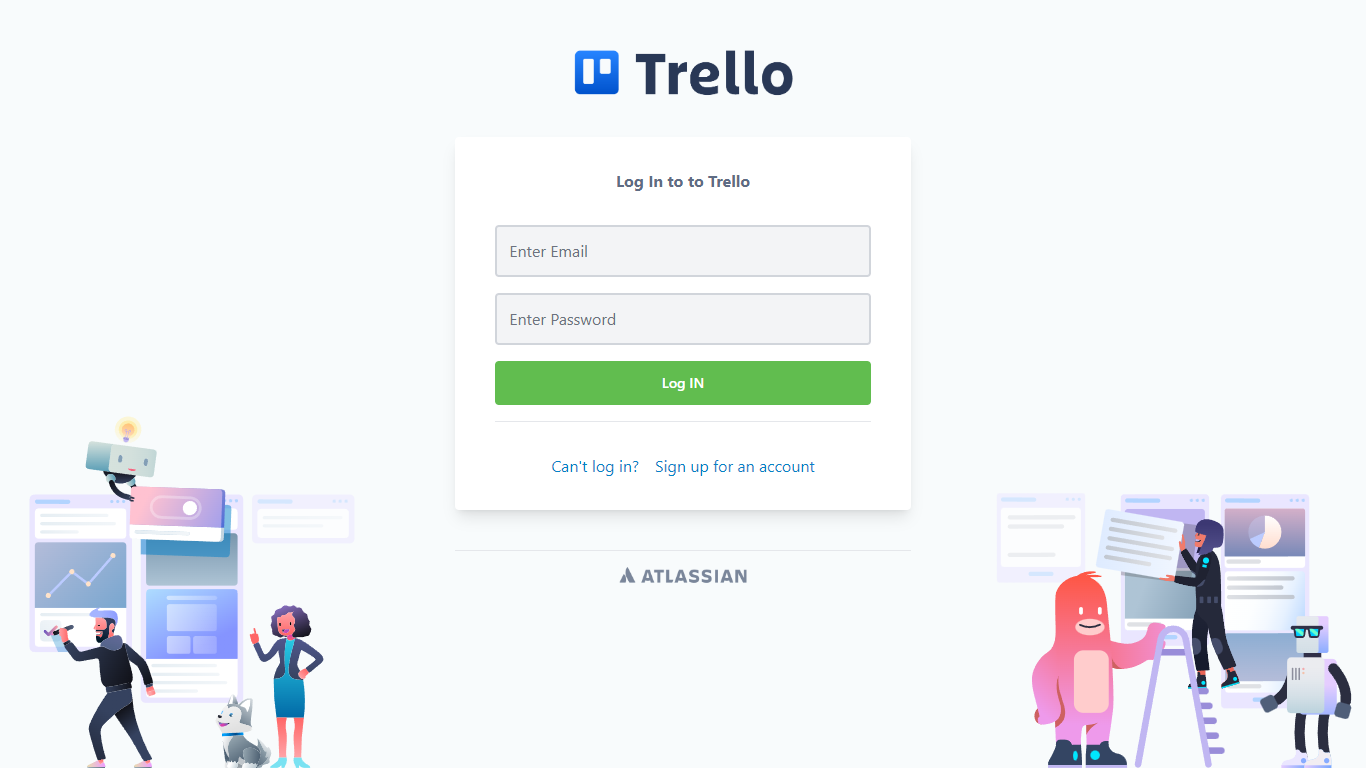 Trello
Log In to to Trello
Enter Email
Enter Password
Log IN
Can't log in? Sign up for an account
ATLASSIAN